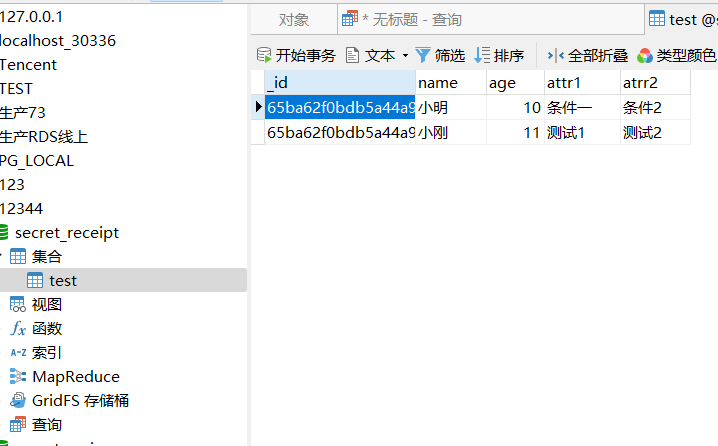 127.0.0.1
localhost_30336
Tencent
TEST
生产73
生产RDS线上
PG_LOCAL
123
12344
secret_receipt
集合
test
视图
函数
索引
MapReduce
GridFS 存储桶
查询
对象
* 无标题 - 查询
test @s
开始事务 文本 筛选 排序 全部折叠 类型颜色
_id name age attr1 atrr2
65ba62f0bdb5a44a9 小明 10 条件一 条件2
65ba62f0bdb5a44a9 小刚 11 测试1 测试2